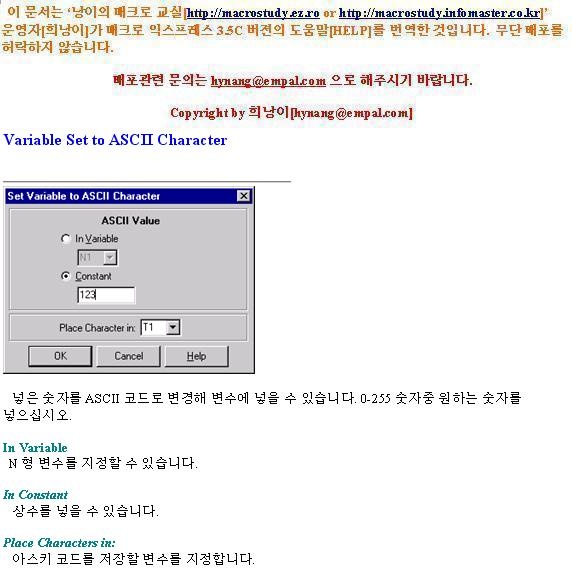 이 문서는 ‘낭이의 매크로 교실[http://macrostudy.ez.ro or http://macrostudy.infomaster.co.kr]’
운영자[희낭이]가 매크로 익스프레스 3.5C 버젼의 도움말[HELP]를 번역한 것입니다. 무단 배포를
허락하지 않습니다.
배포관련 문의는 hynang@empal.com 으로 해주시기 바랍니다.
Copyright by 희낭이[hynang@empal.com]
Variable Set to ASCII Character
Set Variable to ASCII Character
ASCII Value
In Variable
N1
Constant
123
Place Character in: T1
OK Cancel Help
넣은 숫자를 ASCII 코드로 변경해 변수에 넣을 수 있습니다. 0-255 숫자중 원하는 숫자를
넣으십시오.
In Variable
N 형 변수를 지정할 수 있습니다.
In Constant
상수를 넣을 수 있습니다.
Place Characters in:
아스키 코드를 저장할 변수를 지정합니다.